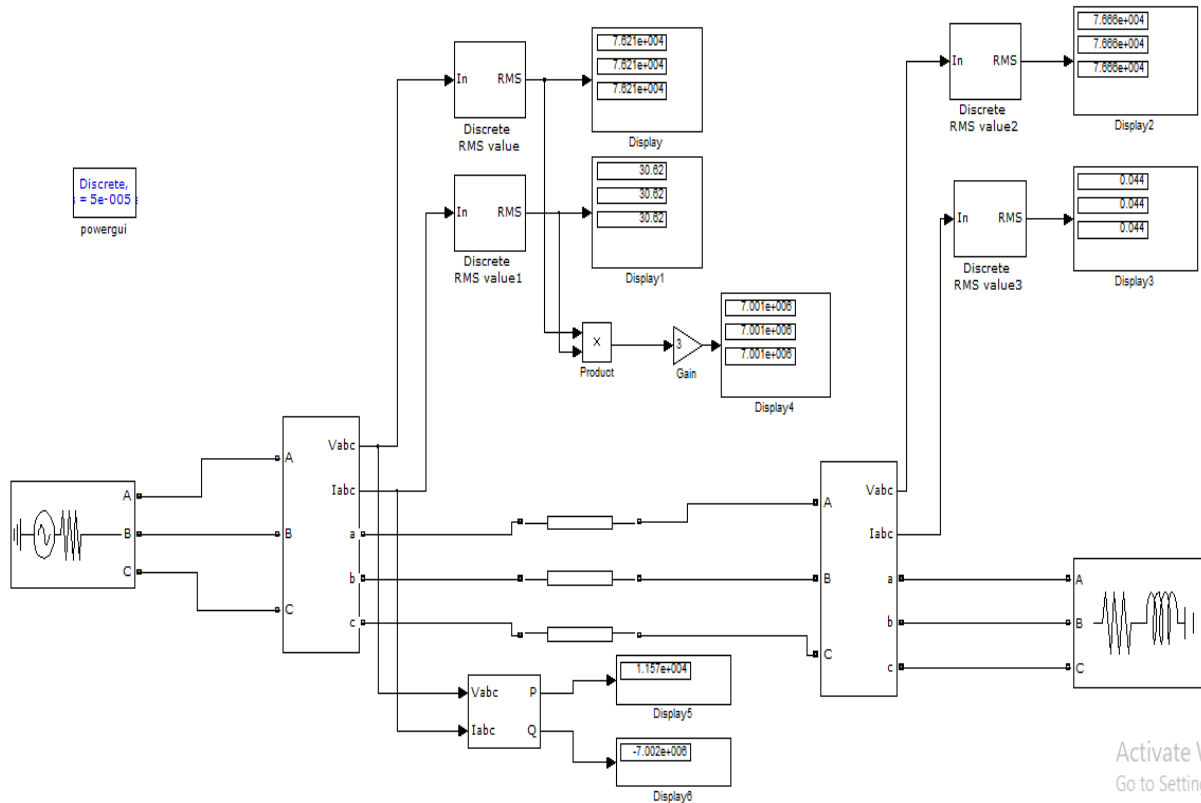 In RMS
Discrete
RMS value
7.621e+004
7.621e+004
7.621e+004
Display
In RMS
Discrete
RMS value2
7.666e+004
7.666e+004
7.666e+004
Display2
Discrete,
= 5e-005
powergui
In RMS
Discrete
RMS value1
30.62
30.62
30.62
Display1
In RMS
Discrete
RMS value3
0.044
0.044
0.044
Display3
x
Product
3
Gain
7.001e+006
7.001e+006
7.001e+006
Display4
A
B
C
A
B
C
Vabc
Iabc
a
b
c
A
B
C
Vabc
Iabc
a
b
c
A
B
C
Vabc P
Iabc Q
1.157e+004
Display5
-7.002e+006
Display6
Activate
Go to Settin